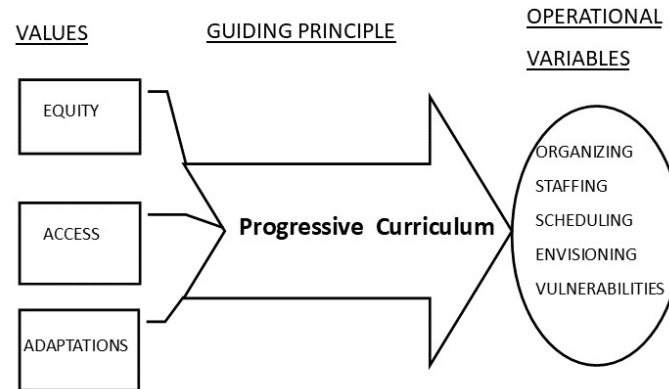 VALUES
GUIDING PRINCIPLE
OPERATIONAL
VARIABLES
EQUITY
ACCESS
ADAPTATIONS
Progressive Curriculum
ORGANIZING
STAFFING
SCHEDULING
ENVISIONING
VULNERABILITIES